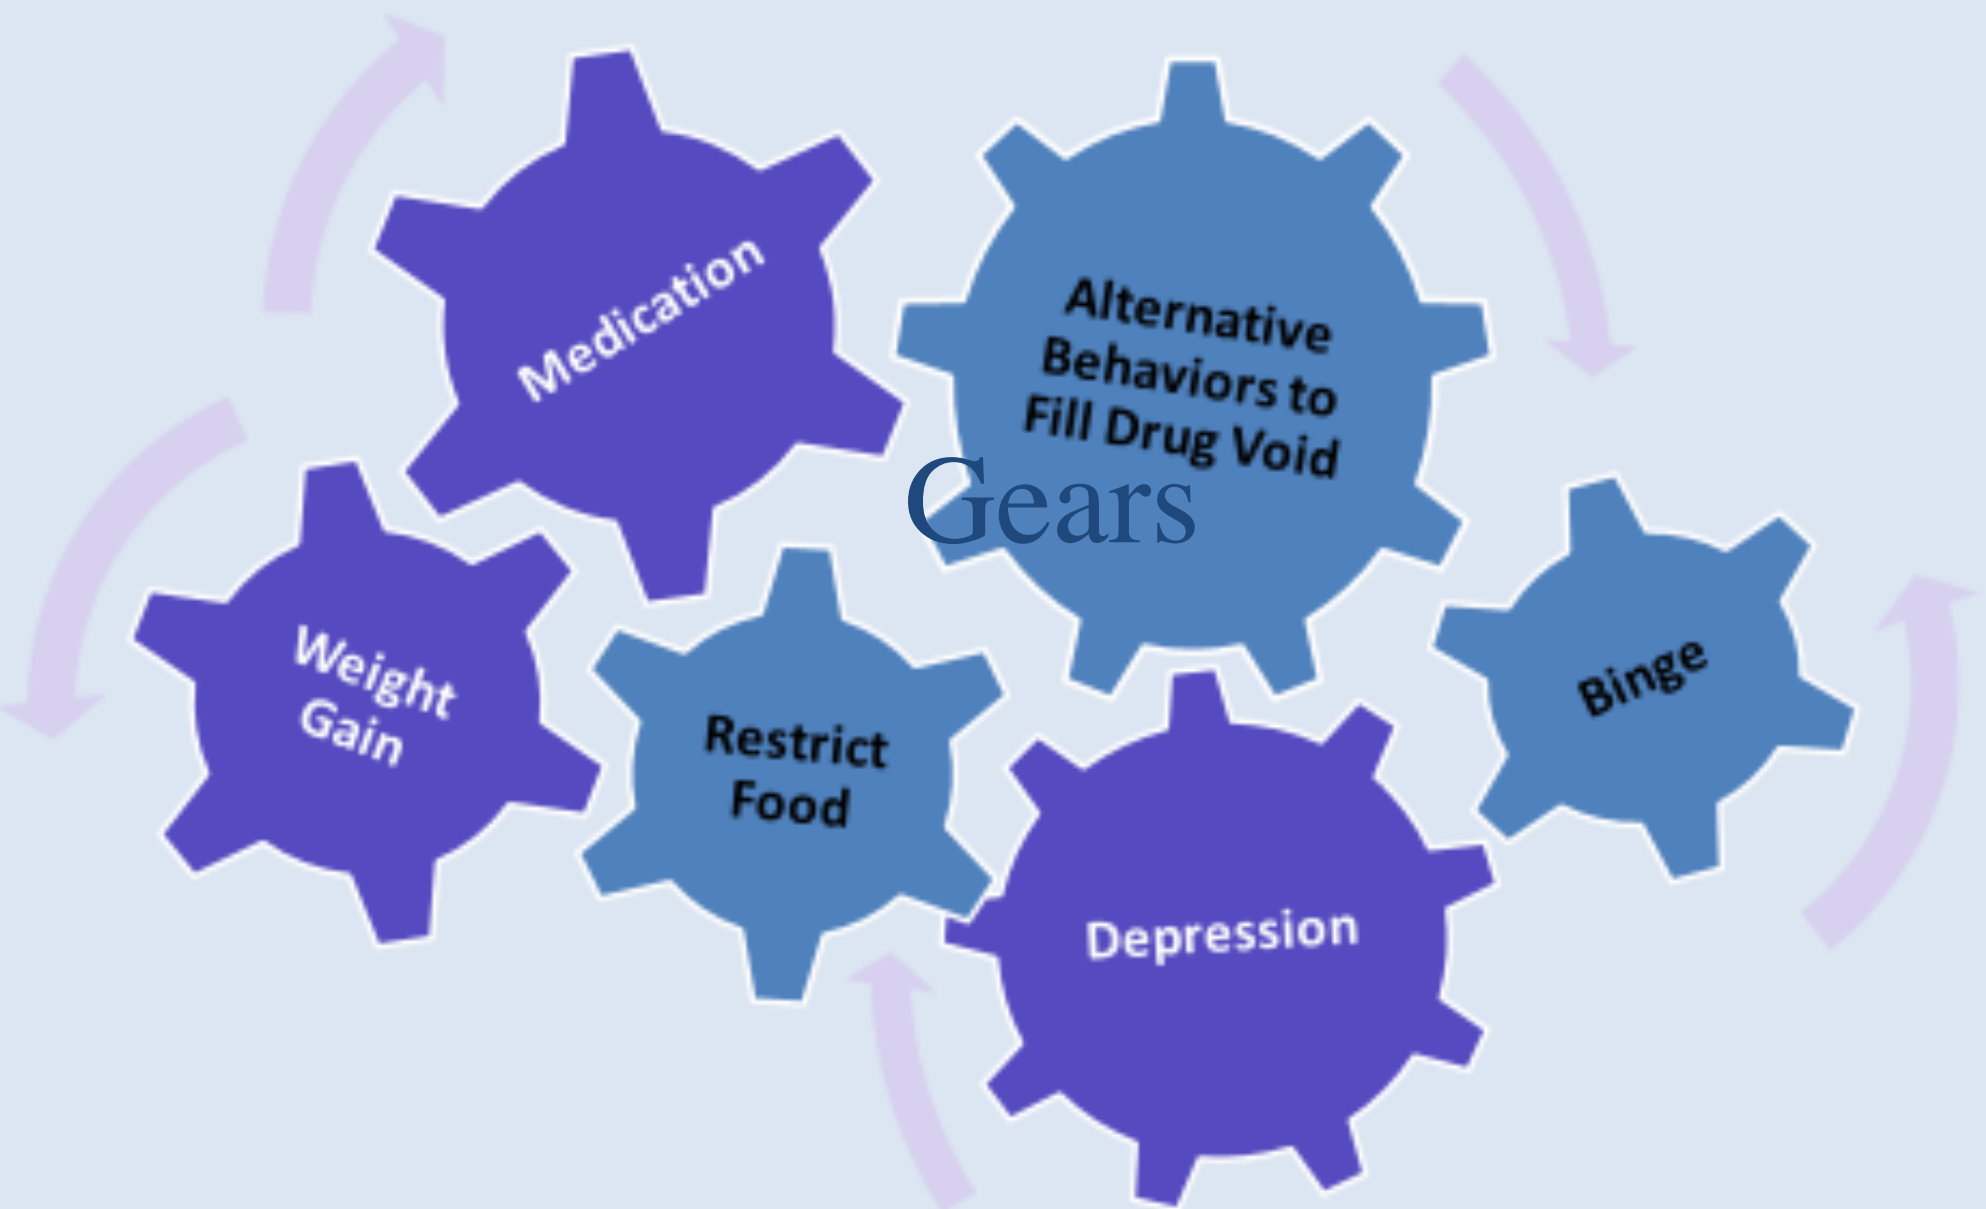 Medication
Alternative
Behaviors to
Fill Drug Void
Gears
Weight
Gain
Restrict
Food
Binge
Depression